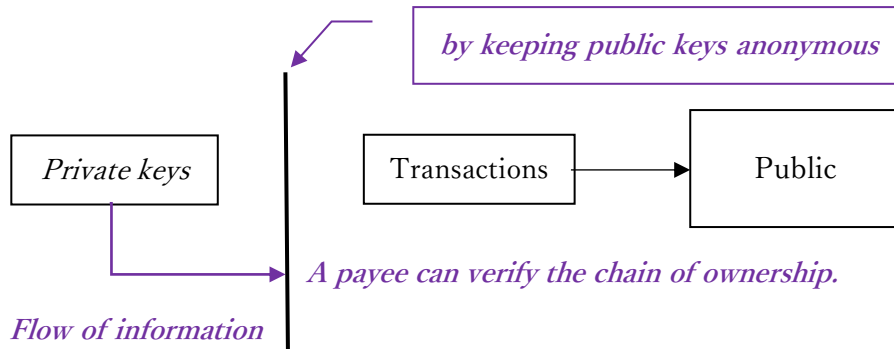 by keeping public keys anonymous
Private keys
Transactions
Public
A payee can verify the chain of ownership.
Flow of information